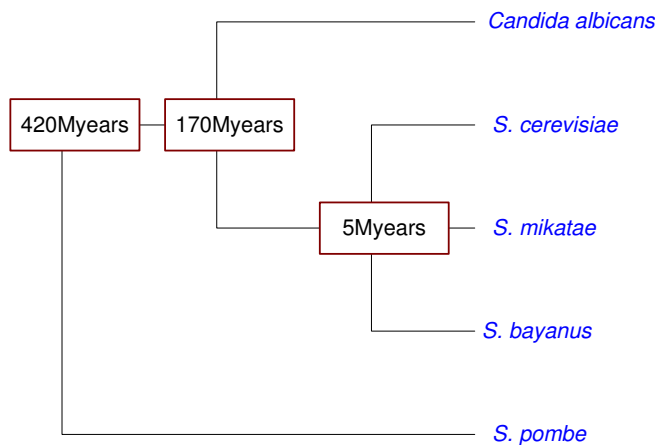 Candida albicans
420Myears
170Myears
S. cerevisiae
5Myears
S. mikatae
S. bayanus
S. pombe